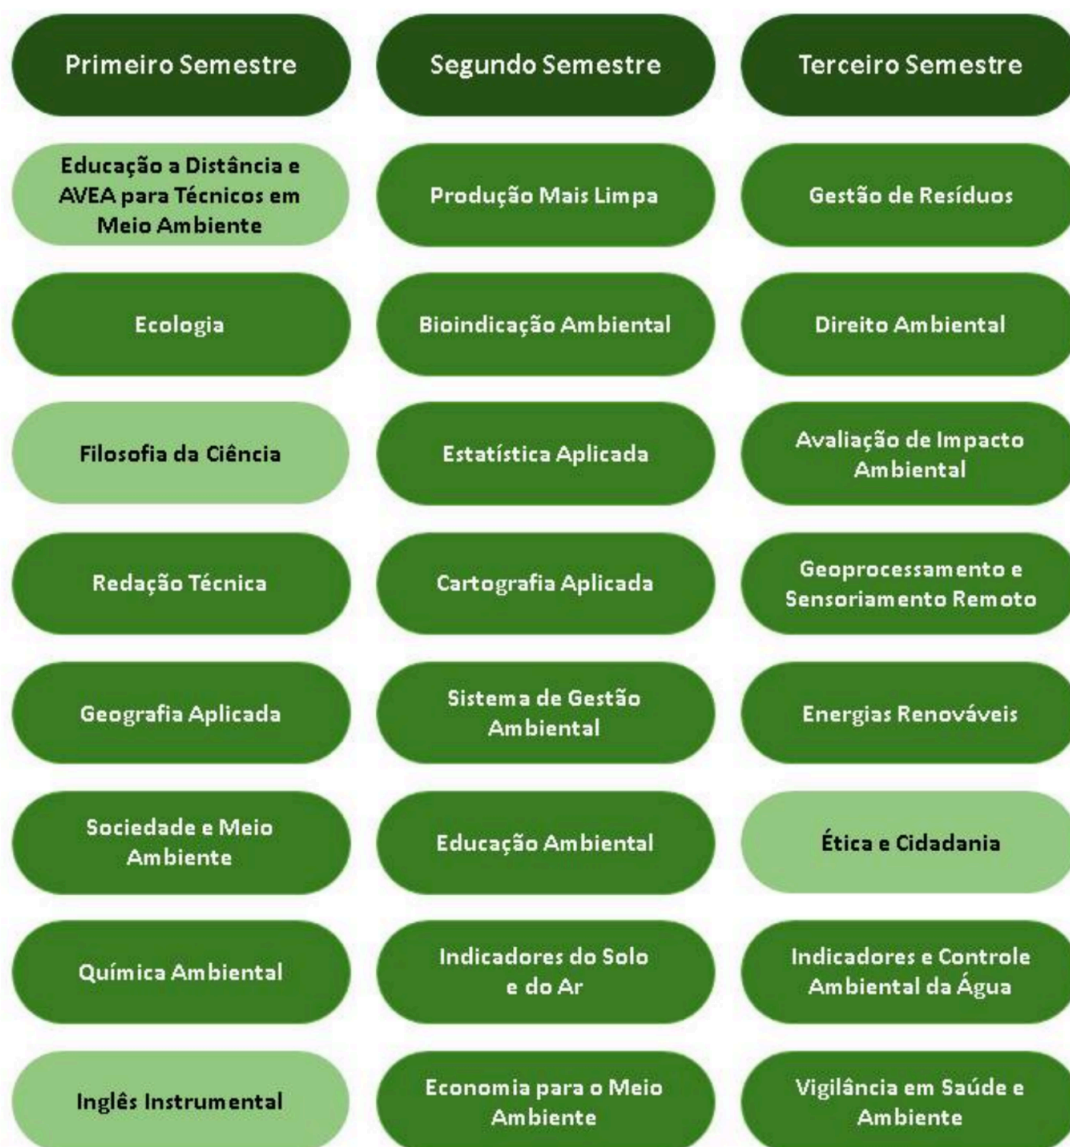 Primeiro Semestre
Segundo Semestre
Terceiro Semestre
Educação a Distância e
AVEA para Técnicos em
Meio Ambiente
Produção Mais Limpa
Gestão de Resíduos
Ecologia
Bioindicação Ambiental
Direito Ambiental
Filosofia da Ciência
Estatística Aplicada
Avaliação de Impacto
Ambiental
Redação Técnica
Cartografia Aplicada
Geoprocessamento e
Sensoriamento Remoto
Geografia Aplicada
Sistema de Gestão
Ambiental
Energias Renováveis
Sociedade e Meio
Ambiente
Educação Ambiental
Ética e Cidadania
Química Ambiental
Indicadores do Solo
e do Ar
Indicadores e Controle
Ambiental da Água
Inglês Instrumental
Economia para o Meio
Ambiente
Vigilância em Saúde e
Ambiente